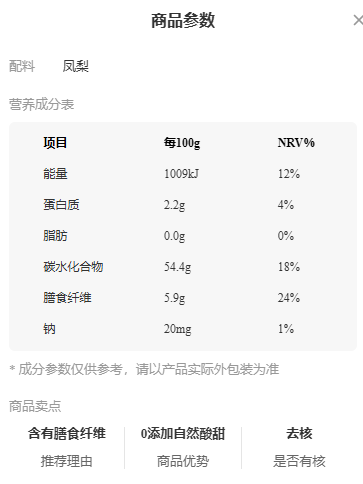 商品参数
配料 凤梨
营养成分表
项目 每100g NRV%
能量 1009kJ 12%
蛋白质 2.2g 4%
脂肪 0.0g 0%
碳水化合物 54.4g 18%
膳食纤维 5.9g 24%
钠 20mg 1%
* 成分参数仅供参考，请以产品实际外包装为准
商品卖点
含有膳食纤维 0添加自然酸甜 去核
推荐理由 商品优势 是否有核